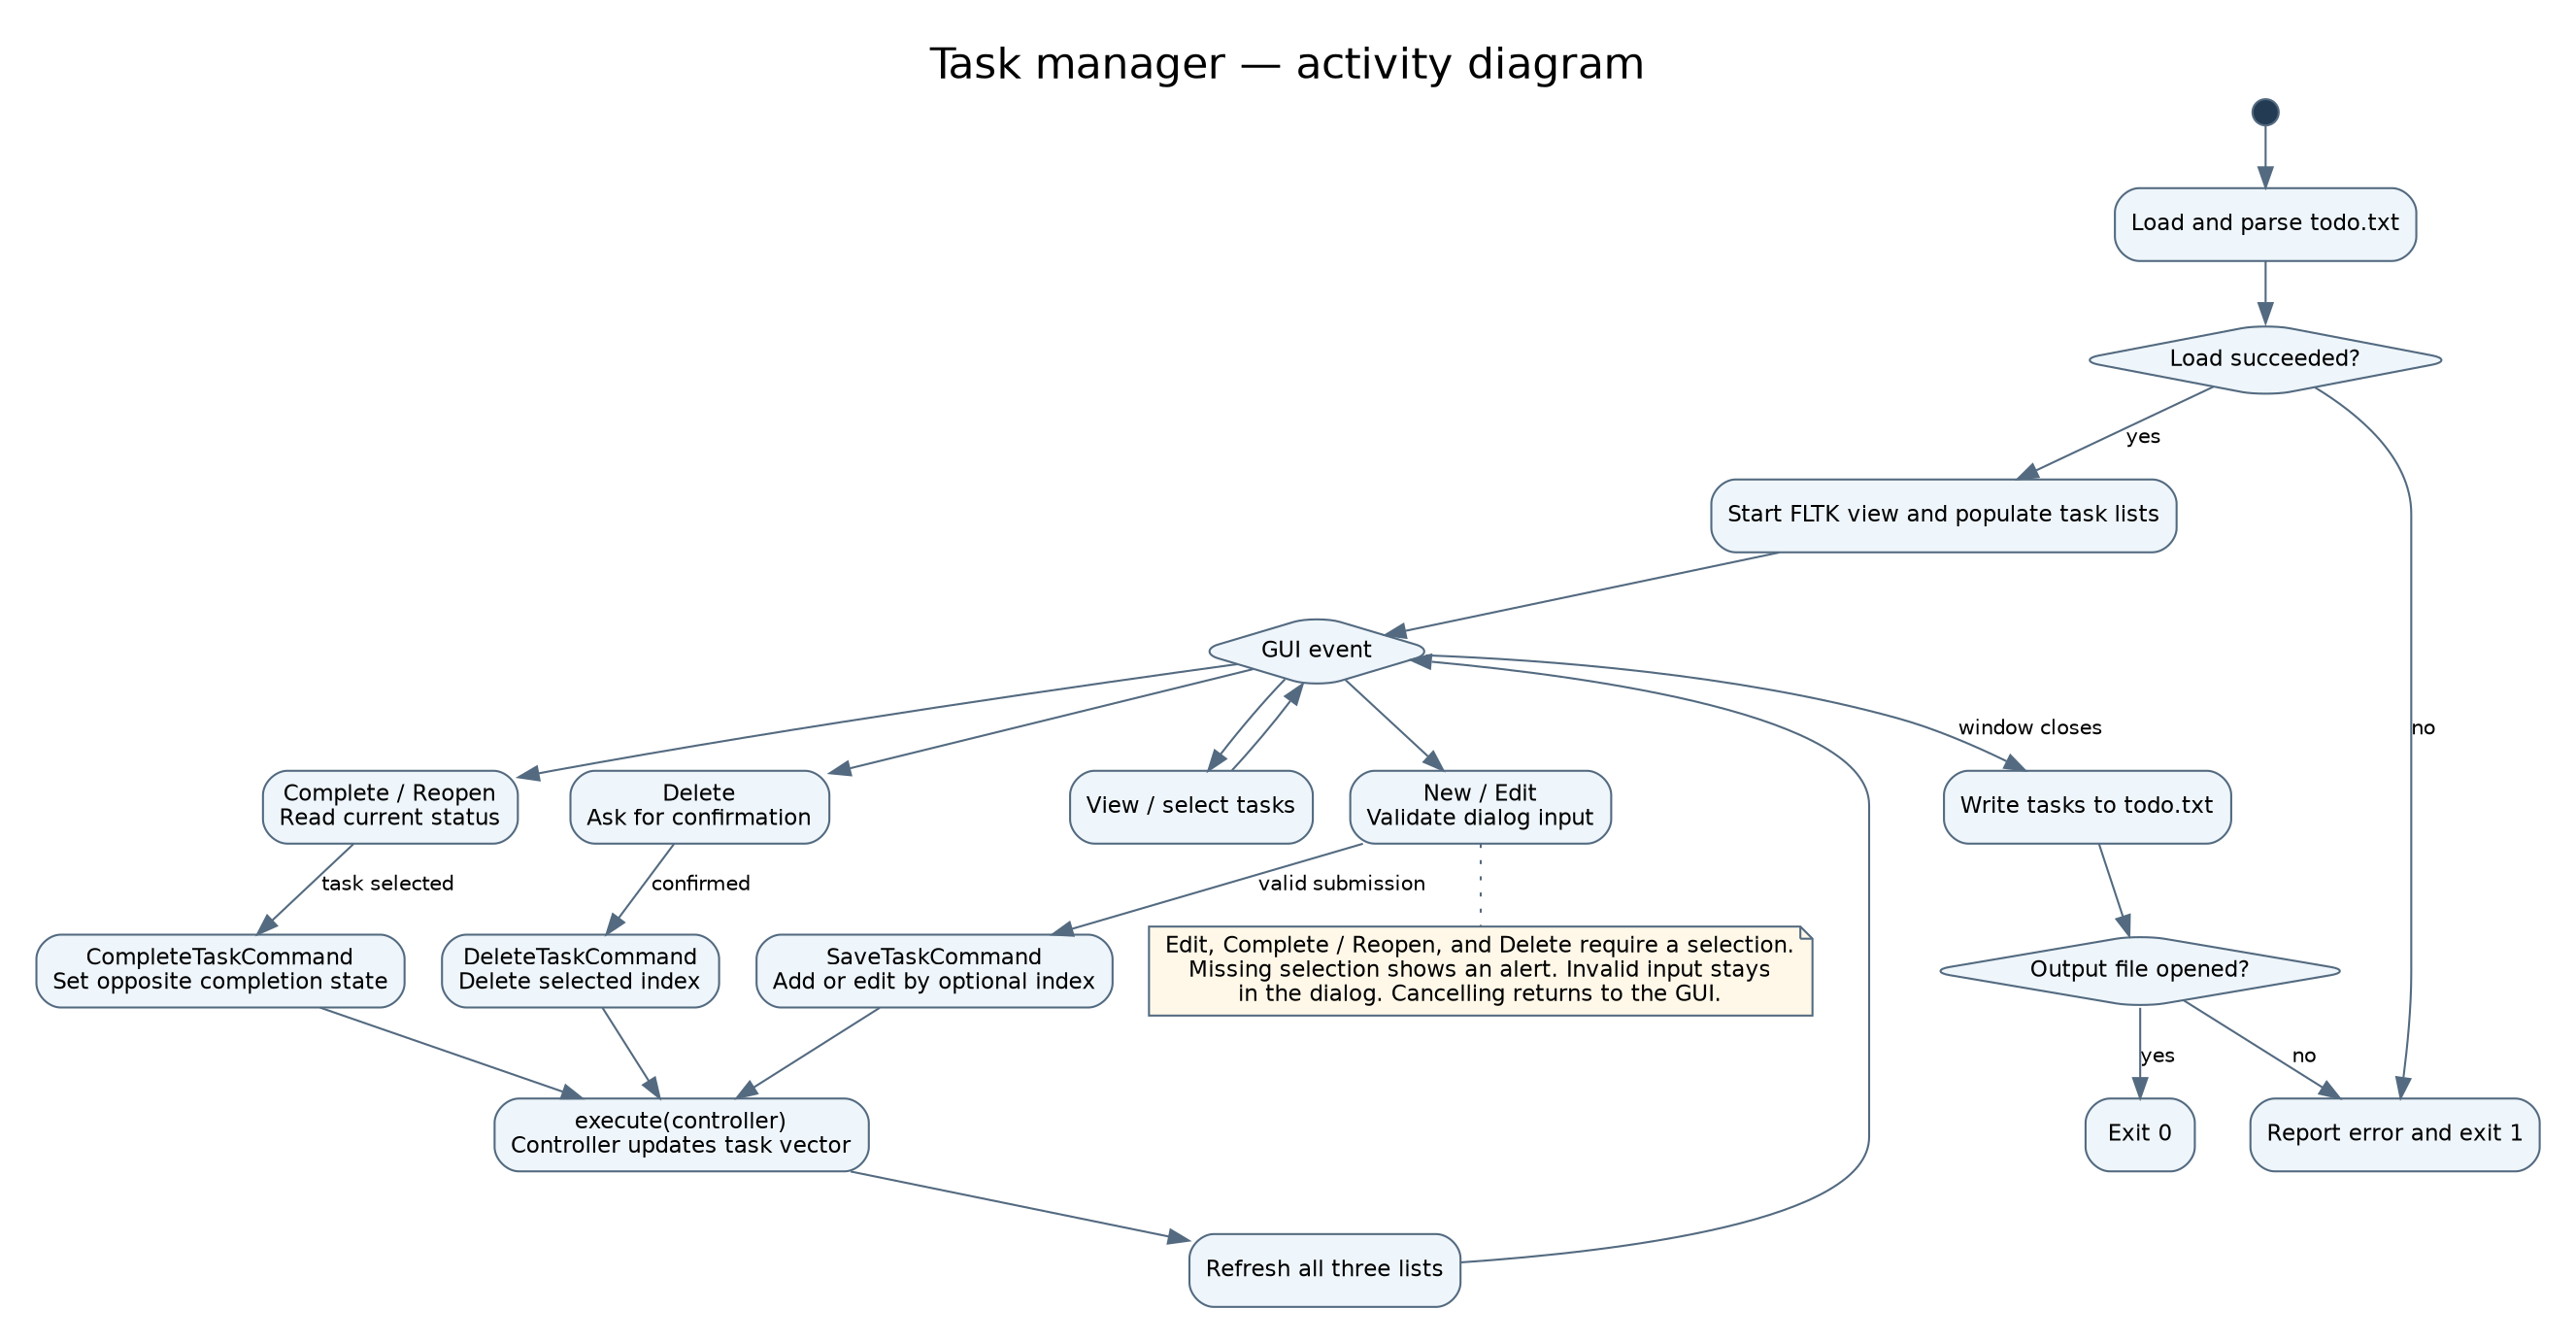 Task manager — activity diagram
Load and parse todo.txt
Load succeeded?
yes
Start FLTK view and populate task lists
GUI event
window closes
no
Complete / Reopen
Read current status
Delete
Ask for confirmation
View / select tasks
New / Edit
Validate dialog input
Write tasks to todo.txt
task selected
confirmed
valid submission
CompleteTaskCommand
Set opposite completion state
DeleteTaskCommand
Delete selected index
SaveTaskCommand
Add or edit by optional index
Edit, Complete / Reopen, and Delete require a selection.
Missing selection shows an alert. Invalid input stays
in the dialog. Cancelling returns to the GUI.
Output file opened?
yes
no
execute(controller)
Controller updates task vector
Exit 0
Report error and exit 1
Refresh all three lists